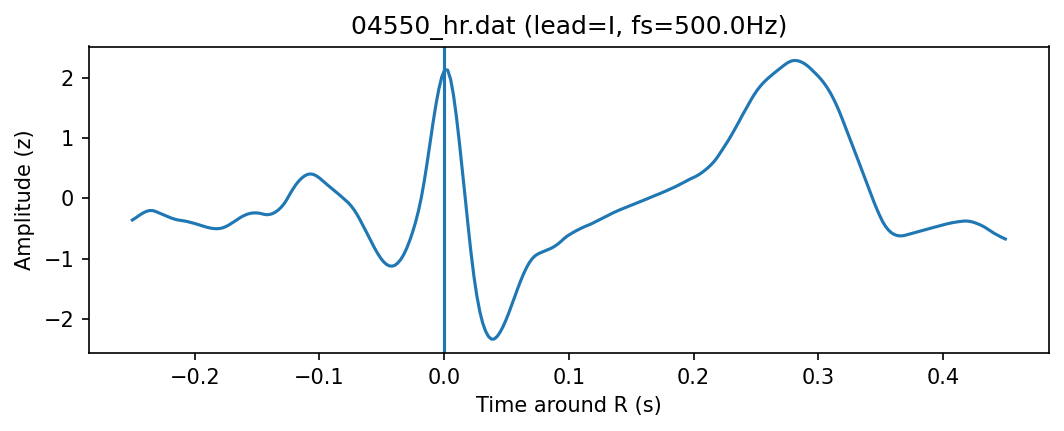 04550_hr.dat (lead=I, fs=500.0Hz)
Amplitude (z)
2
1
0
−1
−2
−0.2 −0.1 0.0 0.1 0.2 0.3 0.4
Time around R (s)